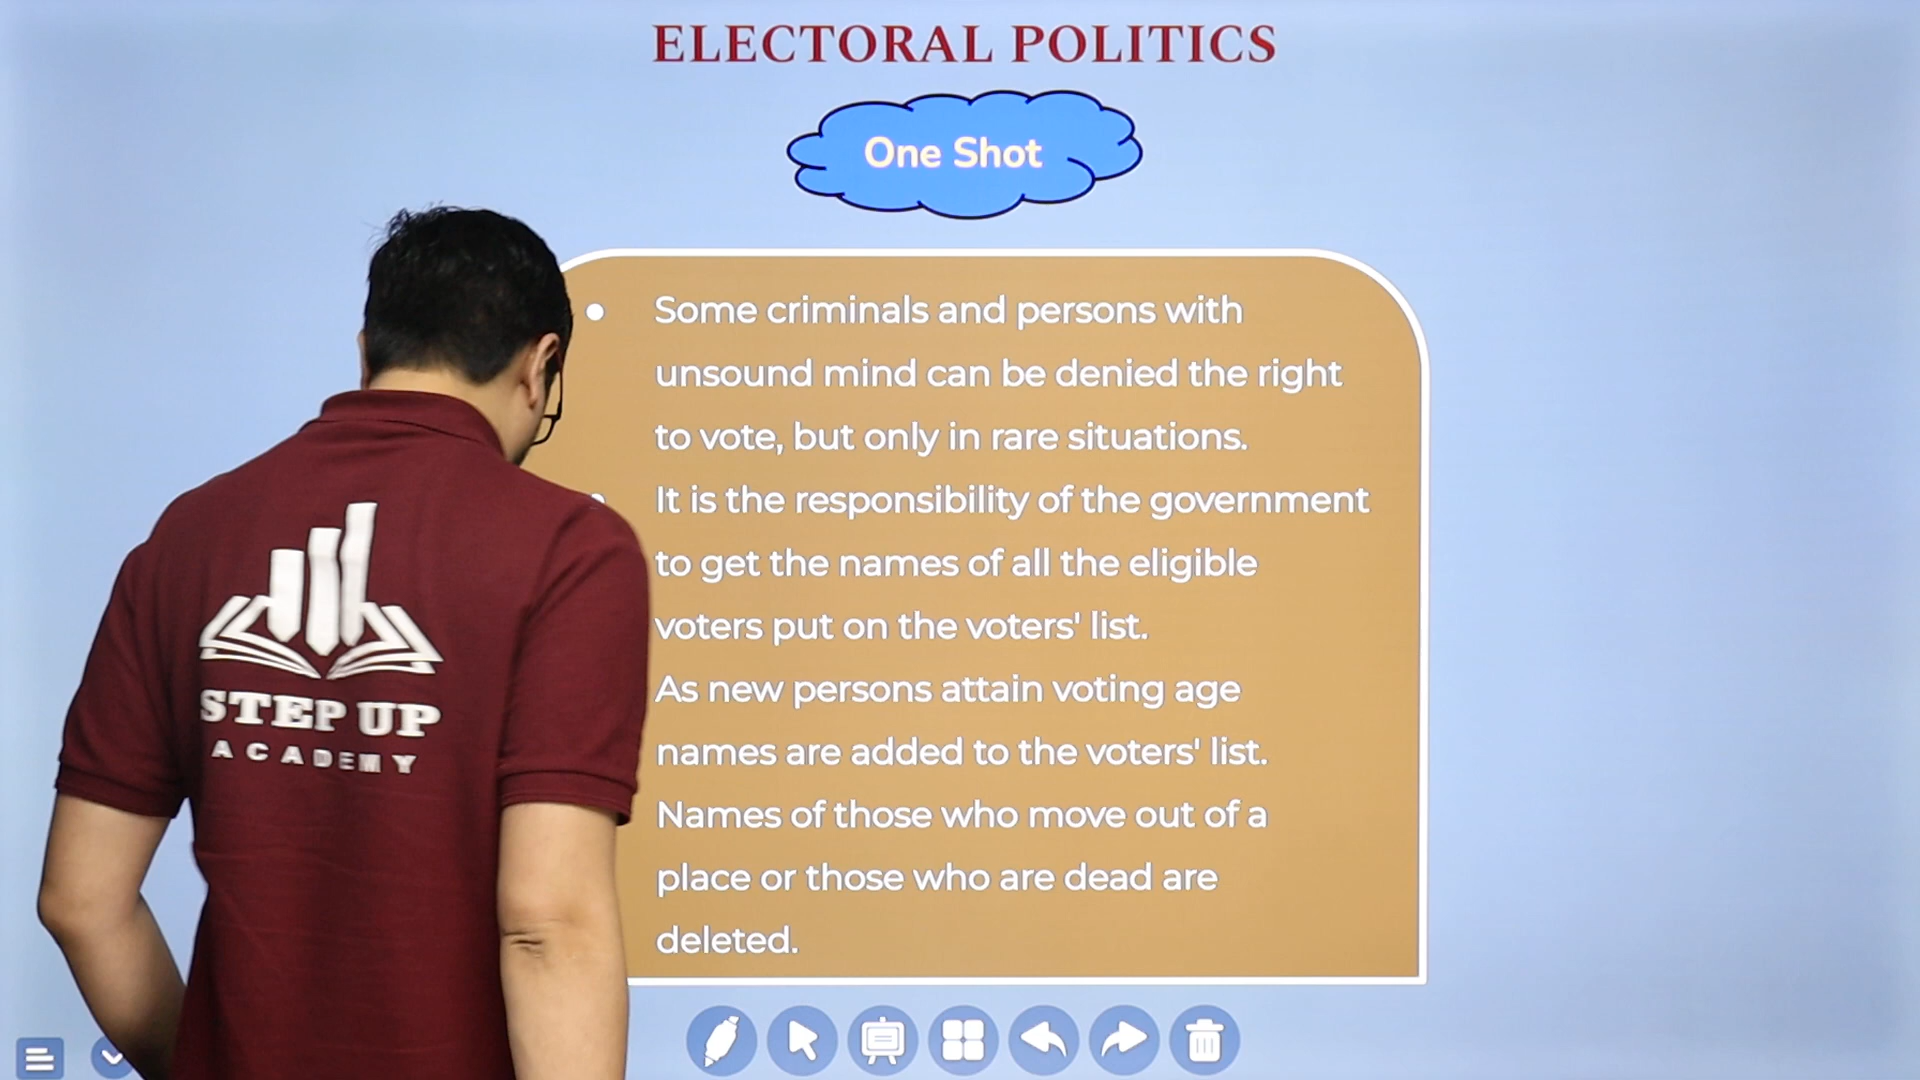 ELECTORAL POLITICS
One Shot
• Some criminals and persons with
unsound mind can be denied the right
to vote, but only in rare situations.
• It is the responsibility of the government
to get the names of all the eligible
voters put on the voters' list.
As new persons attain voting age
names are added to the voters' list.
Names of those who move out of a
place or those who are dead are
deleted.
STEP UP
ACADEMY